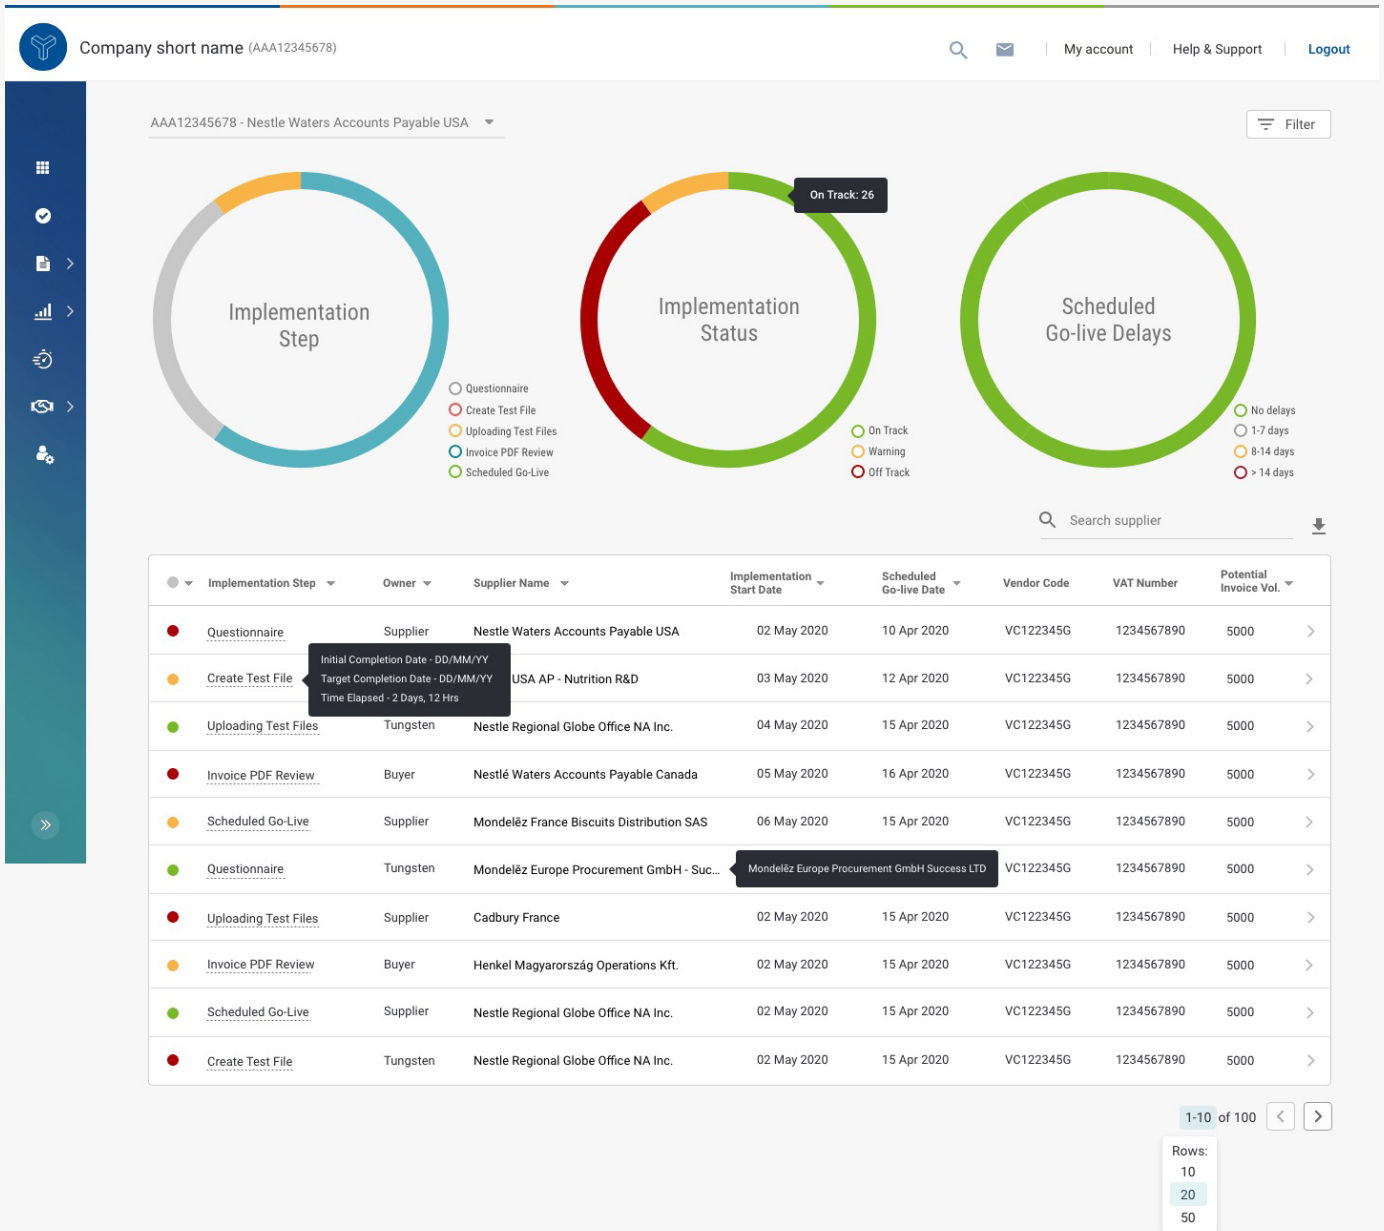 Company short name (AAA12345678)
My account
Help & Support
Logout
AAA12345678 - Nestle Waters Accounts Payable USA
Filter
Implementation
Step
Questionnaire
Create Test File
Uploading Test Files
Invoice PDF Review
Scheduled Go-Live
On Track: 26
Implementation
Status
On Track
Warning
Off Track
Scheduled
Go-live Delays
No delays
1-7 days
8-14 days
> 14 days
Search supplier
Implementation Step Owner Supplier Name Implementation Start Date Scheduled Go-live Date Vendor Code VAT Number Potential Invoice Vol.
Questionnaire Supplier Nestle Waters Accounts Payable USA 02 May 2020 10 Apr 2020 VC122345G 1234567890 5000
Initial Completion Date - DD/MM/YY
Target Completion Date - DD/MM/YY
Time Elapsed - 2 Days, 12 Hrs
Create Test File USA AP - Nutrition R&D 03 May 2020 12 Apr 2020 VC122345G 1234567890 5000
Uploading Test Files Tungsten Nestle Regional Globe Office NA Inc. 04 May 2020 15 Apr 2020 VC122345G 1234567890 5000
Invoice PDF Review Buyer Nestlé Waters Accounts Payable Canada 05 May 2020 16 Apr 2020 VC122345G 1234567890 5000
Scheduled Go-Live Supplier Mondelēz France Biscuits Distribution SAS 06 May 2020 15 Apr 2020 VC122345G 1234567890 5000
Questionnaire Tungsten Mondelēz Europe Procurement GmbH - Suc... Mondelēz Europe Procurement GmbH Success LTD VC122345G 1234567890 5000
Uploading Test Files Supplier Cadbury France 02 May 2020 15 Apr 2020 VC122345G 1234567890 5000
Invoice PDF Review Buyer Henkel Magyarország Operations Kft. 02 May 2020 15 Apr 2020 VC122345G 1234567890 5000
Scheduled Go-Live Supplier Nestle Regional Globe Office NA Inc. 02 May 2020 15 Apr 2020 VC122345G 1234567890 5000
Create Test File Tungsten Nestle Regional Globe Office NA Inc. 02 May 2020 15 Apr 2020 VC122345G 1234567890 5000
1-10 of 100
Rows:
10
20
50